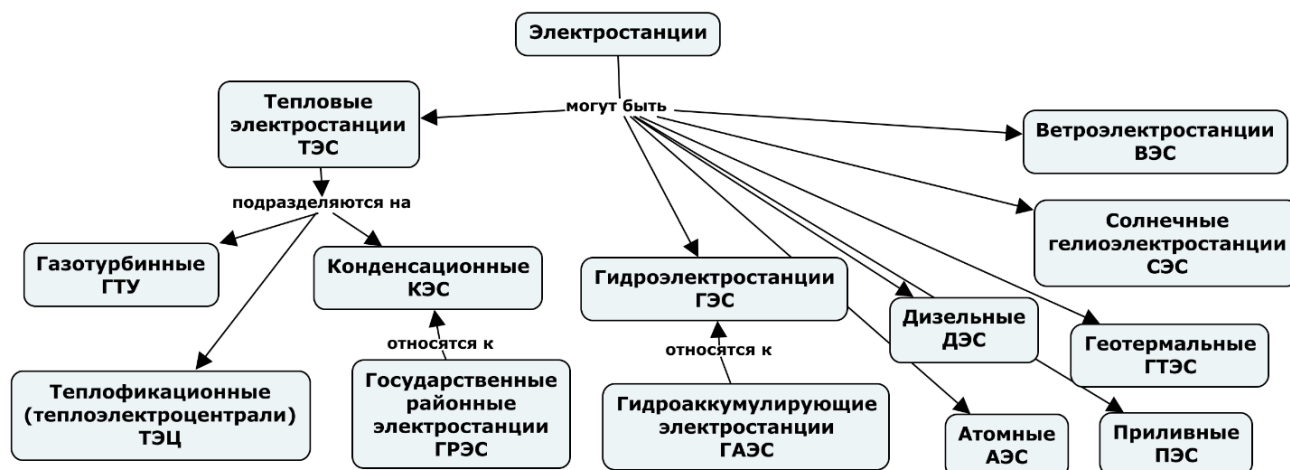 Электростанции
могут быть
Тепловые
электростанции
ТЭС
Ветроэлектростанции
ВЭС
подразделяются на
Солнечные
гелиоэлектростанции
СЭС
Газотурбинные
ГТУ
Конденсационные
КЭС
Гидроэлектростанции
ГЭС
Дизельные
ДЭС
Геотермальные
ГТЭС
относятся к
относятся к
Теплофикационные
(теплоэлектроцентрали)
ТЭЦ
Государственные
районные
электростанции
ГРЭС
Гидроаккумулирующие
электростанции
ГАЭС
Атомные
АЭС
Приливные
ПЭС